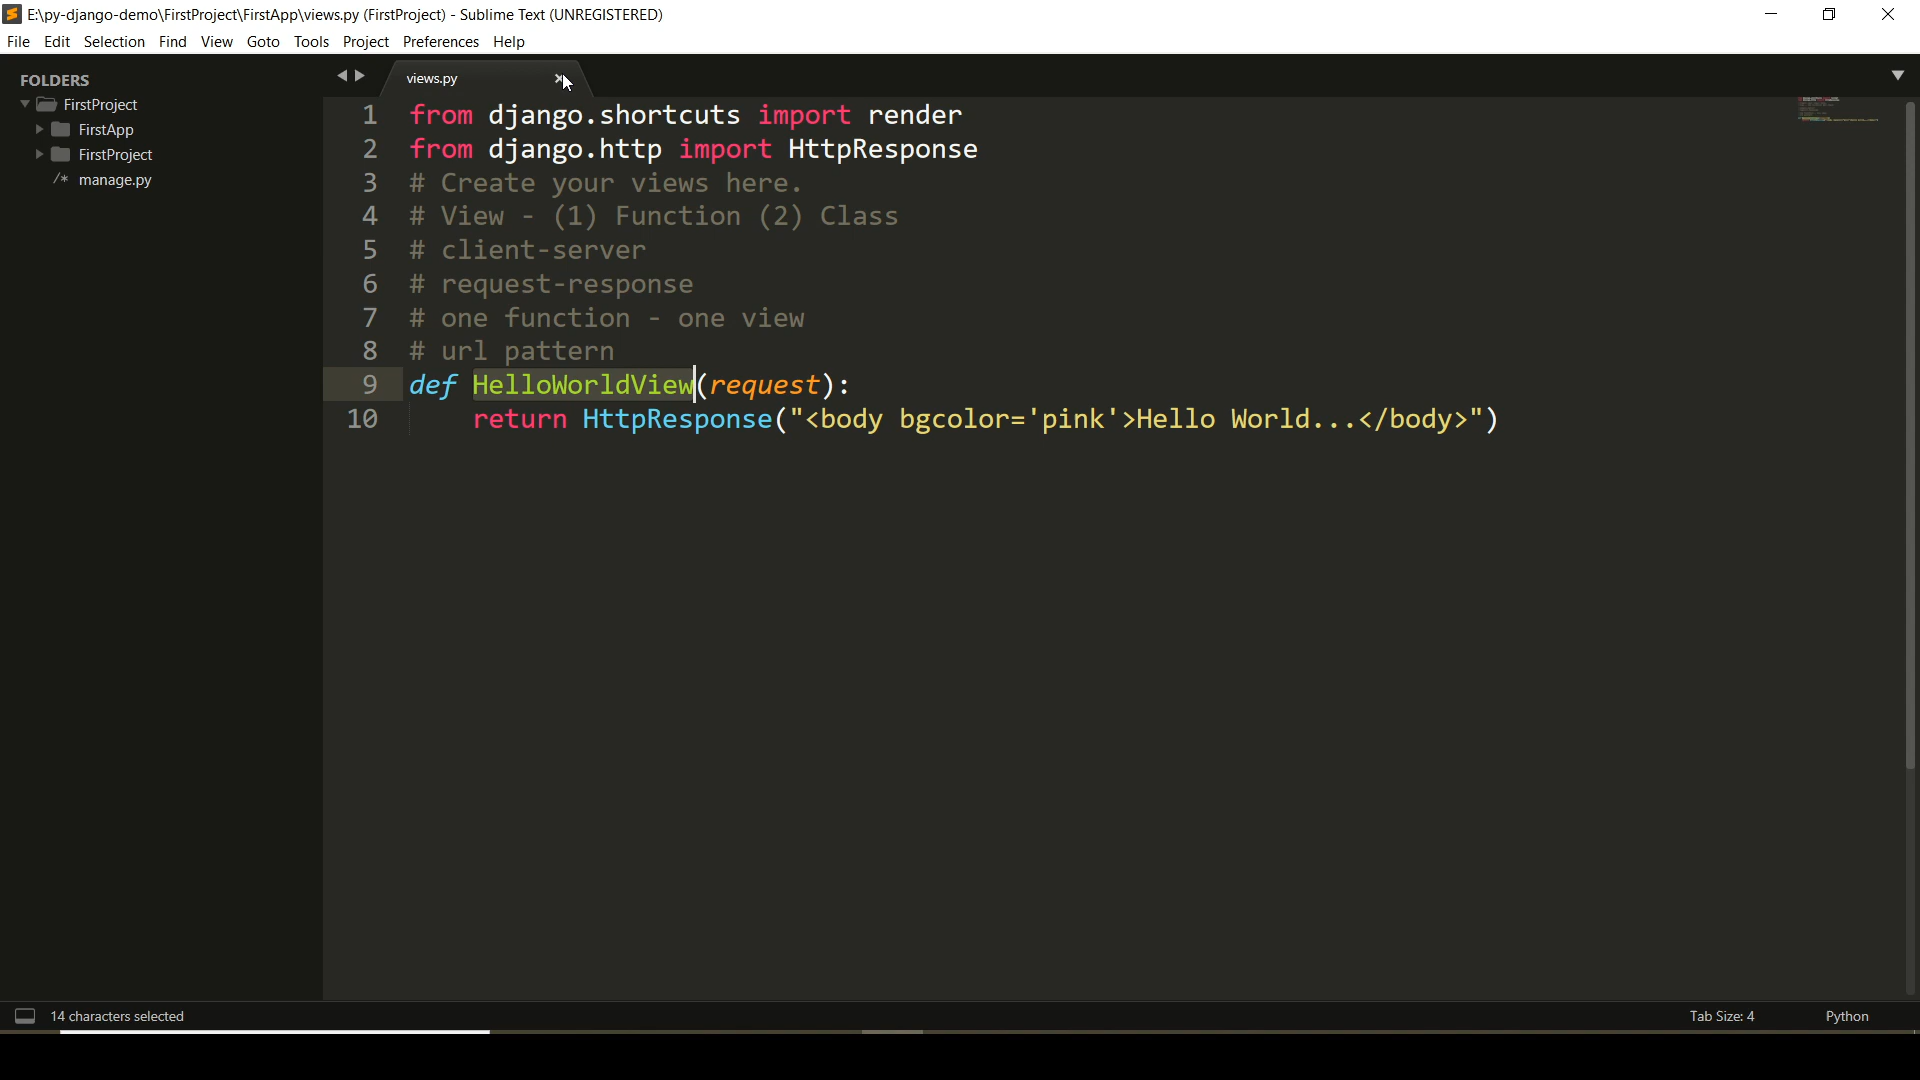 E:\py-django-demo\FirstProject\FirstApp\views.py (FirstProject) - Sublime Text (UNREGISTERED)
File Edit Selection Find View Goto Tools Project Preferences Help
FOLDERS
FirstProject
FirstApp
FirstProject
/* manage.py
views.py
1 from django.shortcuts import render
2 from django.http import HttpResponse
3 # Create your views here.
4 # View - (1) Function (2) Class
5 # client-server
6 # request-response
7 # one function - one view
8 # url pattern
9 def HelloWorldView(request):
10     return HttpResponse("<body bgcolor='pink'>Hello World...</body>")
14 characters selected Tab Size: 4 Python